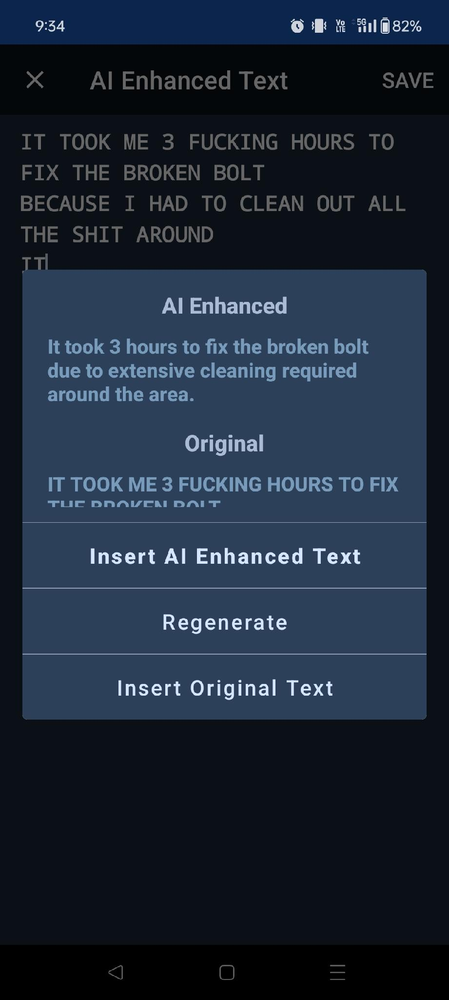 9:34
Vo
LTE
5G
82%
AI Enhanced Text
SAVE
IT TOOK ME 3 FUCKING HOURS TO
FIX THE BROKEN BOLT
BECAUSE I HAD TO CLEAN OUT ALL
THE SHIT AROUND
IT
AI Enhanced
It took 3 hours to fix the broken bolt
due to extensive cleaning required
around the area.
Original
IT TOOK ME 3 FUCKING HOURS TO FIX
THE BROKEN BOLT
Insert AI Enhanced Text
Regenerate
Insert Original Text